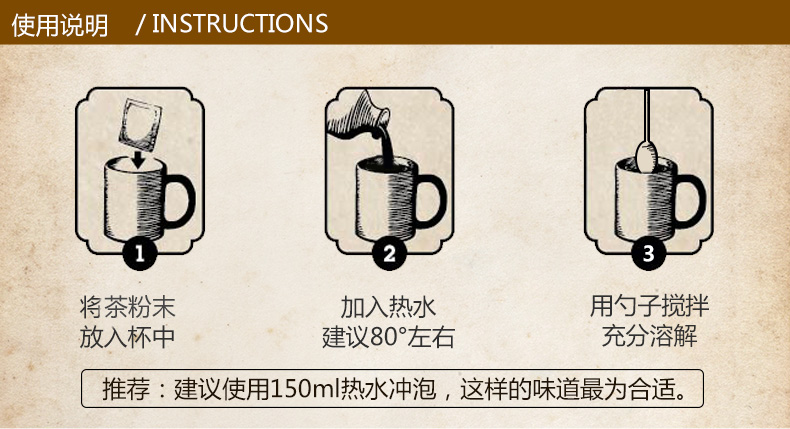 使用说明 / INSTRUCTIONS
1
2
3
将茶粉末
放入杯中
加入热水
建议80°左右
用勺子搅拌
充分溶解
推荐：建议使用150ml热水冲泡，这样的味道最为合适。